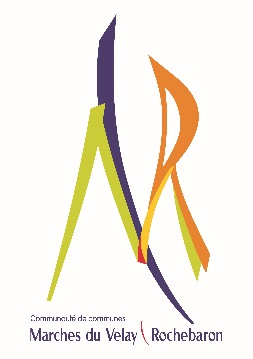 Communauté de communes
Marches du Velay Rochebaron